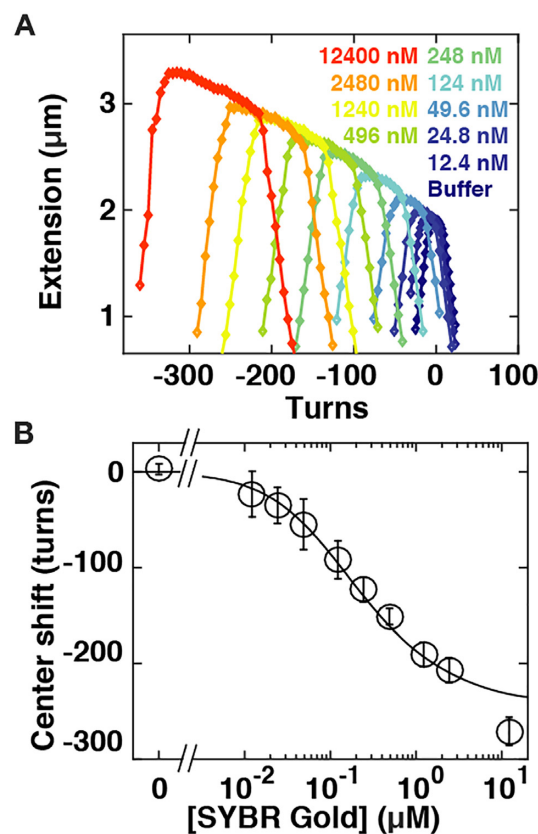 A
12400 nM 248 nM
2480 nM 124 nM
1240 nM 49.6 nM
496 nM 24.8 nM
12.4 nM
Buffer
3
2
1
Extension (μm)
-300 -200 -100 0 100
Turns
B
0
-100
-200
-300
Center shift (turns)
0 10-2 10-1 100 101
[SYBR Gold] (μM)